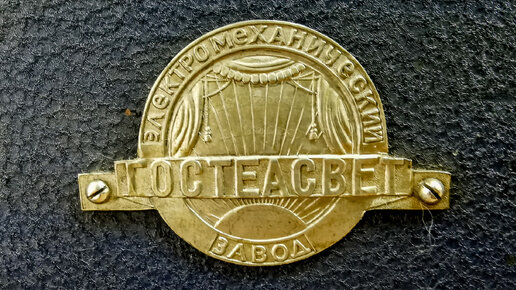 ЭЛЕКТРОМЕХАНИЧЕСКИЙ
ГОСТЕАСВЕТ
ЗАВОД